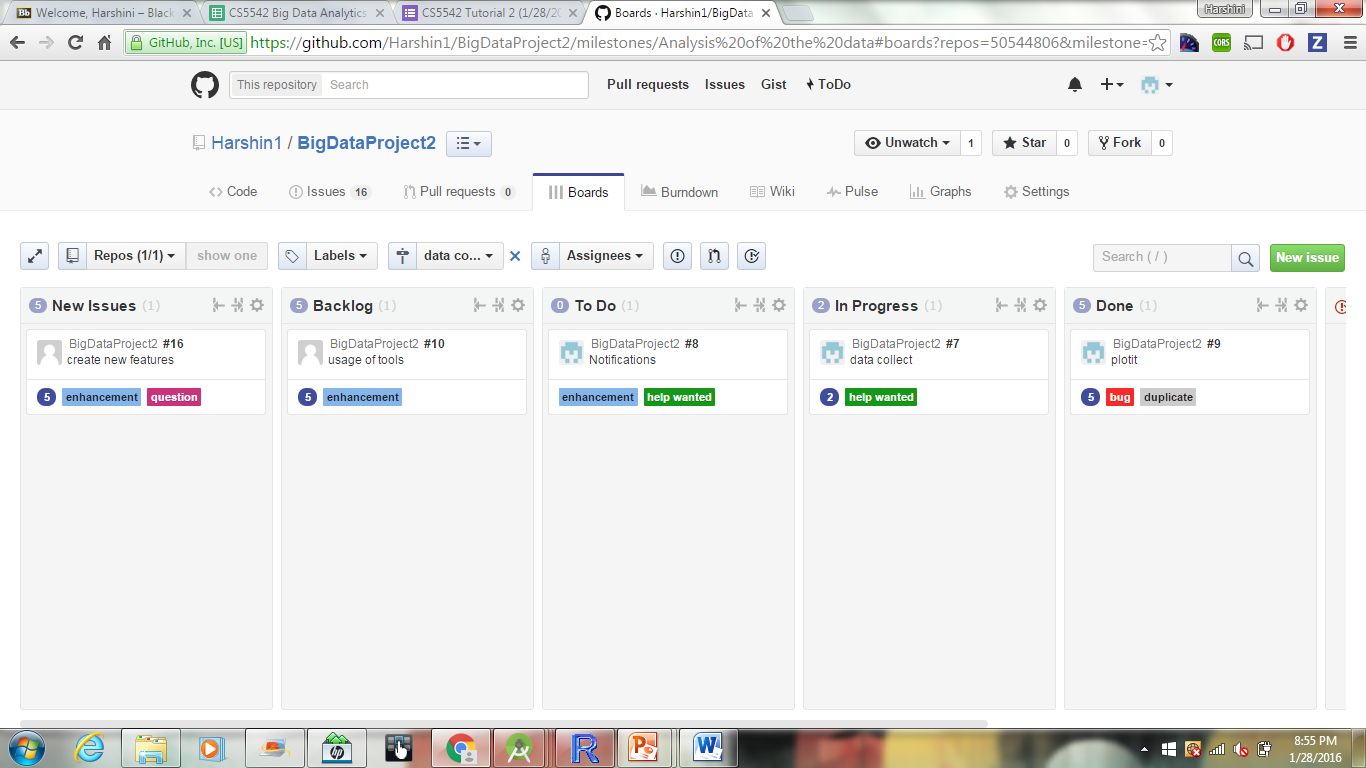 Welcome, Harshini – Black
CS5542 Big Data Analytics
CS5542 Tutorial 2 (1/28/20
Boards · Harshin1/BigData
Harshini
GitHub, Inc. [US] https://github.com/Harshin1/BigDataProject2/milestones/Analysis%20of%20the%20data#boards?repos=50544806&milestone=
CORS
Z
This repository Search Pull requests Issues Gist ToDo
Harshin1 / BigDataProject2
Unwatch 1 Star 0 Fork 0
Code Issues 16 Pull requests 0 Boards Burndown Wiki Pulse Graphs Settings
Repos (1/1) show one Labels data co... Assignees Search ( / ) New issue
5 New Issues (1)
BigDataProject2 #16
create new features
5 enhancement question
5 Backlog (1)
BigDataProject2 #10
usage of tools
5 enhancement
0 To Do (1)
BigDataProject2 #8
Notifications
enhancement help wanted
2 In Progress (1)
BigDataProject2 #7
data collect
2 help wanted
5 Done (1)
BigDataProject2 #9
plotit
5 bug duplicate
8:55 PM
1/28/2016